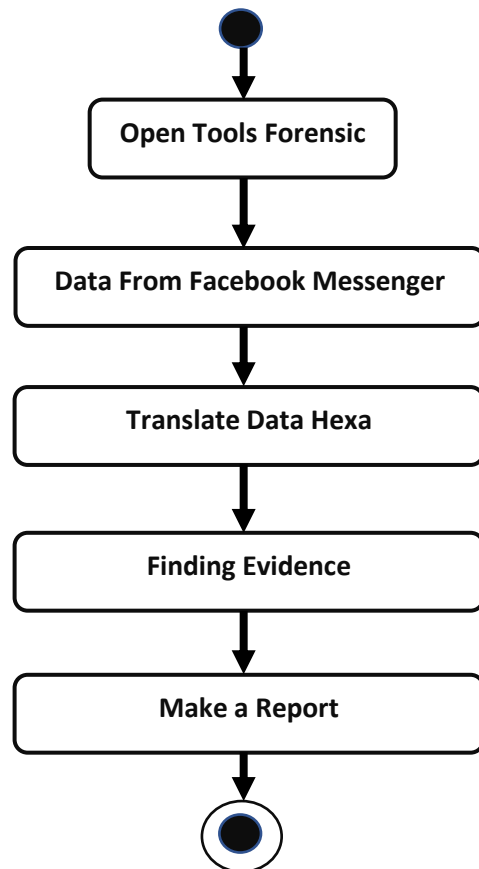 Open Tools Forensic
Data From Facebook Messenger
Translate Data Hexa
Finding Evidence
Make a Report